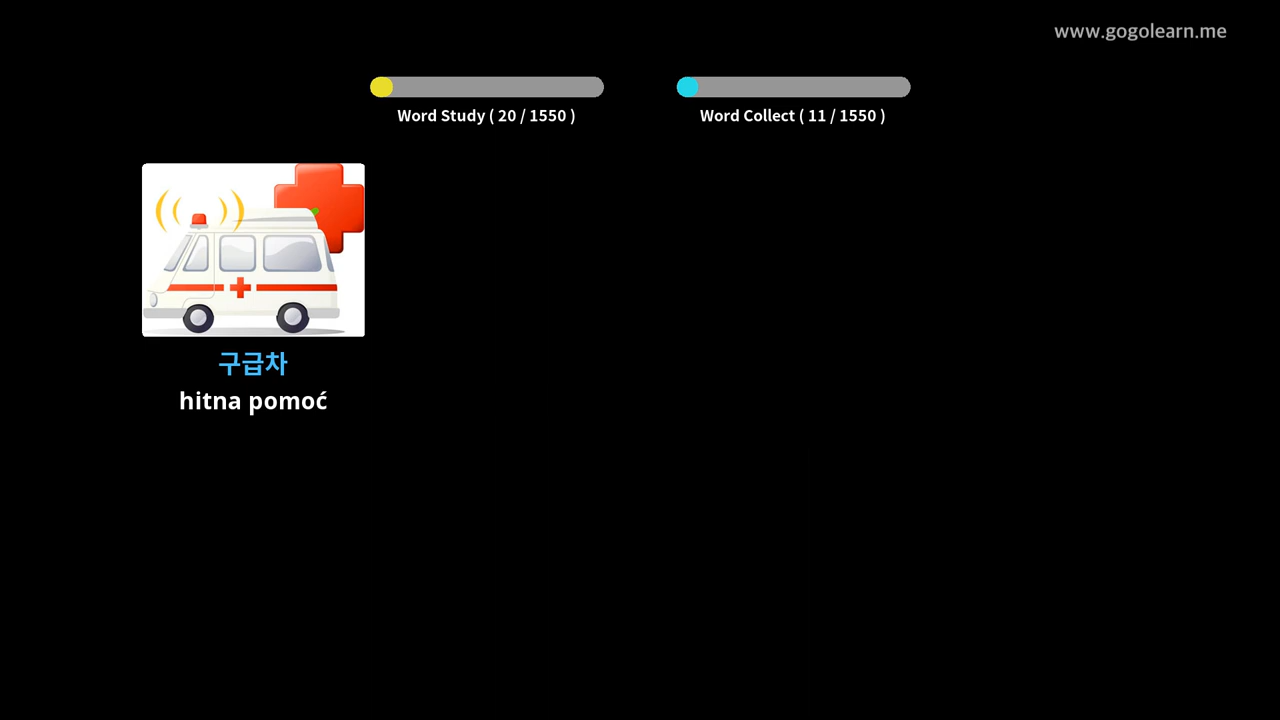 www.gogolearn.me
Word Study ( 20 / 1550 )
Word Collect ( 11 / 1550 )
구급차
hitna pomoć